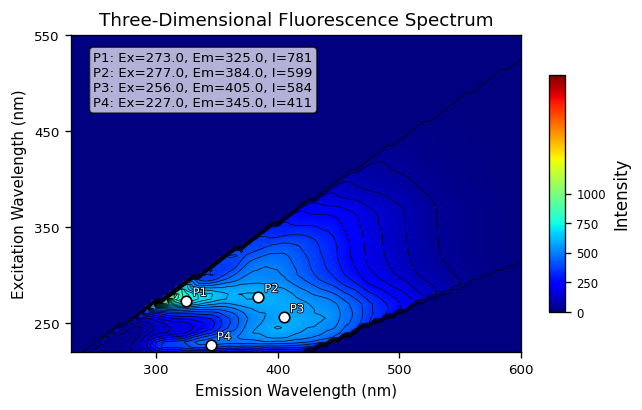 Three-Dimensional Fluorescence Spectrum
P1: Ex=273.0, Em=325.0, I=781
P2: Ex=277.0, Em=384.0, I=599
P3: Ex=256.0, Em=405.0, I=584
P4: Ex=227.0, Em=345.0, I=411
Excitation Wavelength (nm)
550
450
350
250
P1
P2
P3
P4
300
400
500
600
Emission Wavelength (nm)
1000
750
500
250
0
Intensity